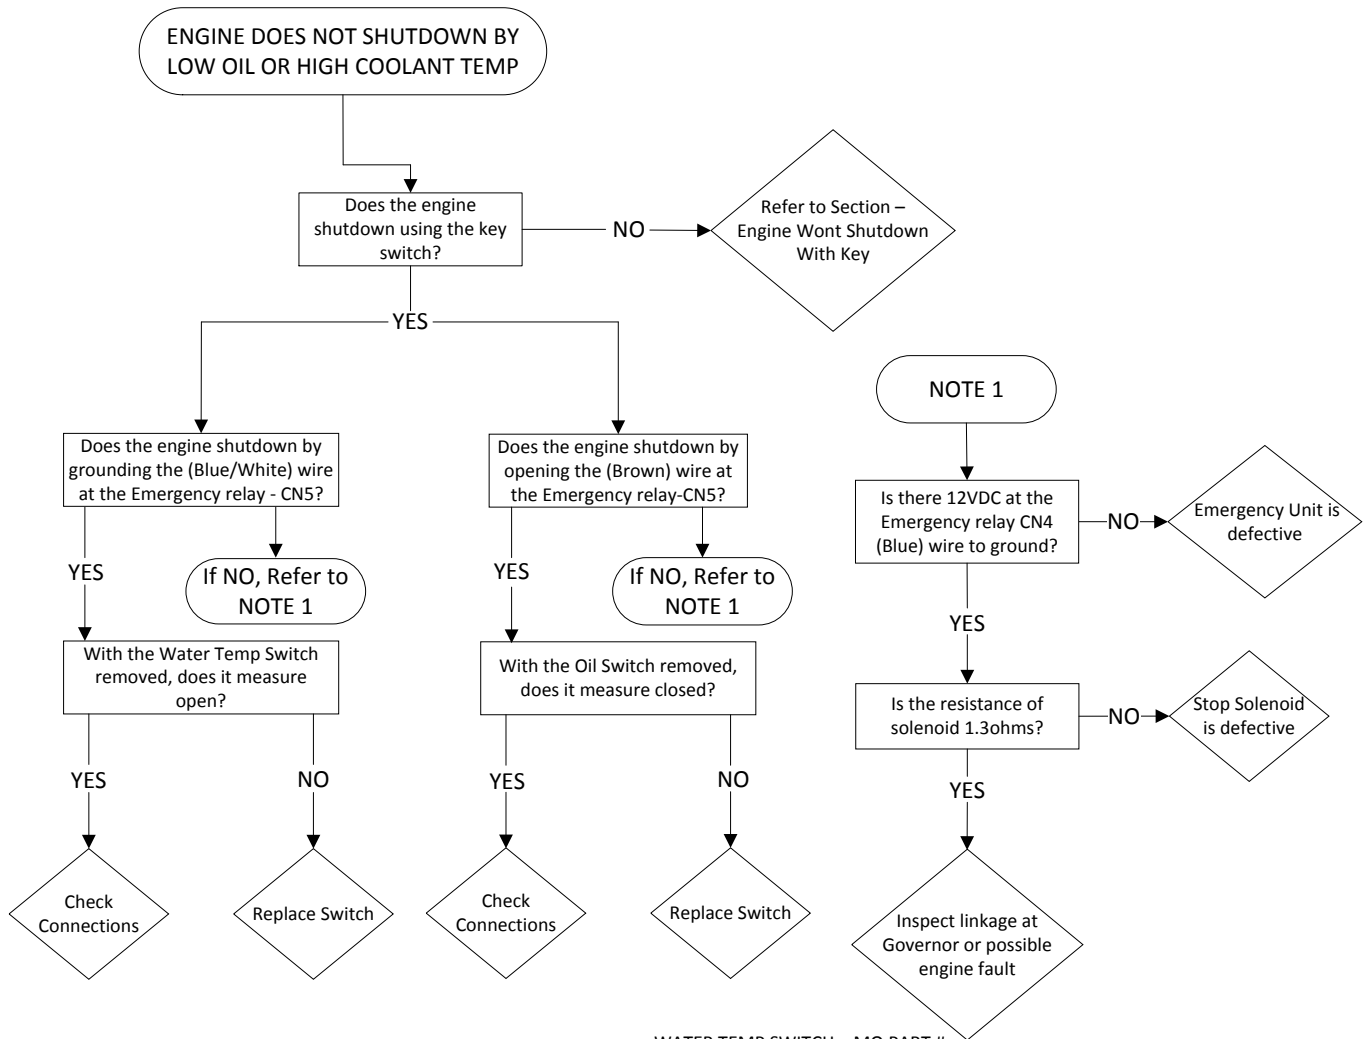 ENGINE DOES NOT SHUTDOWN BY
LOW OIL OR HIGH COOLANT TEMP
Does the engine
shutdown using the key
switch?
NO
Refer to Section –
Engine Wont Shutdown
With Key
YES
Does the engine shutdown by
grounding the (Blue/White) wire
at the Emergency relay - CN5?
Does the engine shutdown by
opening the (Brown) wire at
the Emergency relay-CN5?
YES
If NO, Refer to
NOTE 1
YES
If NO, Refer to
NOTE 1
With the Water Temp Switch
removed, does it measure
open?
With the Oil Switch removed,
does it measure closed?
YES
NO
YES
NO
Check
Connections
Replace Switch
Check
Connections
Replace Switch
NOTE 1
Is there 12VDC at the
Emergency relay CN4
(Blue) wire to ground?
NO
Emergency Unit is
defective
YES
Is the resistance of
solenoid 1.3ohms?
NO
Stop Solenoid
is defective
YES
Inspect linkage at
Governor or possible
engine fault
WATER TEMP SWITCH – MQ PART #